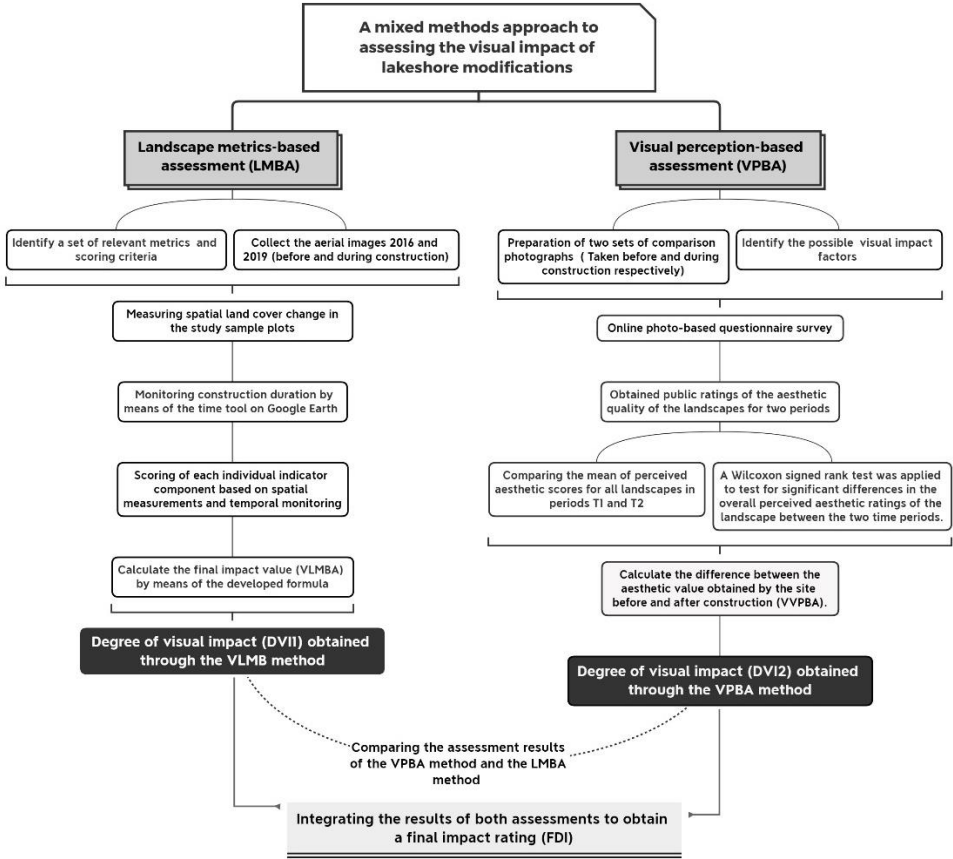 A mixed methods approach to
assessing the visual impact of
lakeshore modifications
Landscape metrics-based
assessment (LMBA)
Visual perception-based
assessment (VPBA)
Identify a set of relevant metrics and
scoring criteria
Collect the aerial images 2016 and
2019 (before and during construction)
Preparation of two sets of comparison
photographs ( Taken before and during
construction respectively)
Identify the possible visual impact
factors
Measuring spatial land cover change in
the study sample plots
Online photo-based questionnaire survey
Monitoring construction duration by
means of the time tool on Google Earth
Obtained public ratings of the aesthetic
quality of the landscapes for two periods
Scoring of each individual indicator
component based on spatial
measurements and temporal monitoring
Comparing the mean of perceived
aesthetic scores for all landscapes in
periods T1 and T2
A Wilcoxon signed rank test was applied
to test for significant differences in the
overall perceived aesthetic ratings of the
landscape between the two time periods.
Calculate the final impact value (VLMBA)
by means of the developed formula
Calculate the difference between the
aesthetic value obtained by the site
before and after construction (VVPBA).
Degree of visual impact (DVI1) obtained
through the VLMB method
Degree of visual impact (DVI2) obtained
through the VPBA method
Comparing the assessment results
of the VPBA method and the LMBA
method
Integrating the results of both assessments to obtain
a final impact rating (FDI)